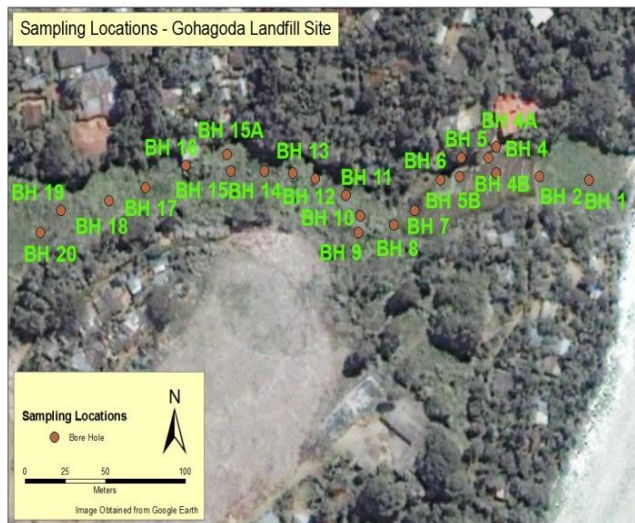 Sampling Locations - Gohagoda Landfill Site
BH 4A
BH 15A
BH 5
BH 4
BH 16
BH 13
BH 6
BH 11
BH 15
BH 14
BH 12
BH 5B
BH 2
BH 1
BH 19
BH 17
BH 10
BH 7
BH 18
BH 20
BH 9
BH 8
N
Sampling Locations
Bore Hole
0 25 50 100
Meters
Image Obtained from Google Earth